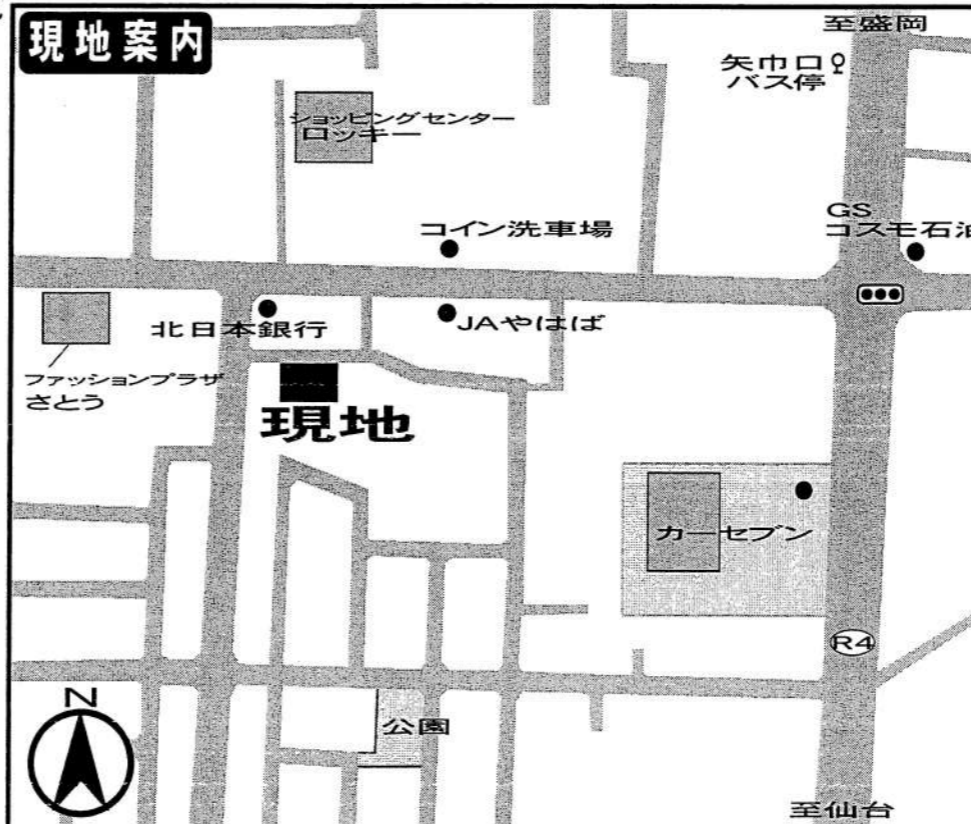 現地案内
至盛岡
矢巾口
バス停
ショッピングセンター
ロッキー
コイン洗車場
GS
コスモ石油
北日本銀行
JAやはば
ファッションプラザ
さとう
現地
カーセブン
R4
N
公園
至仙台